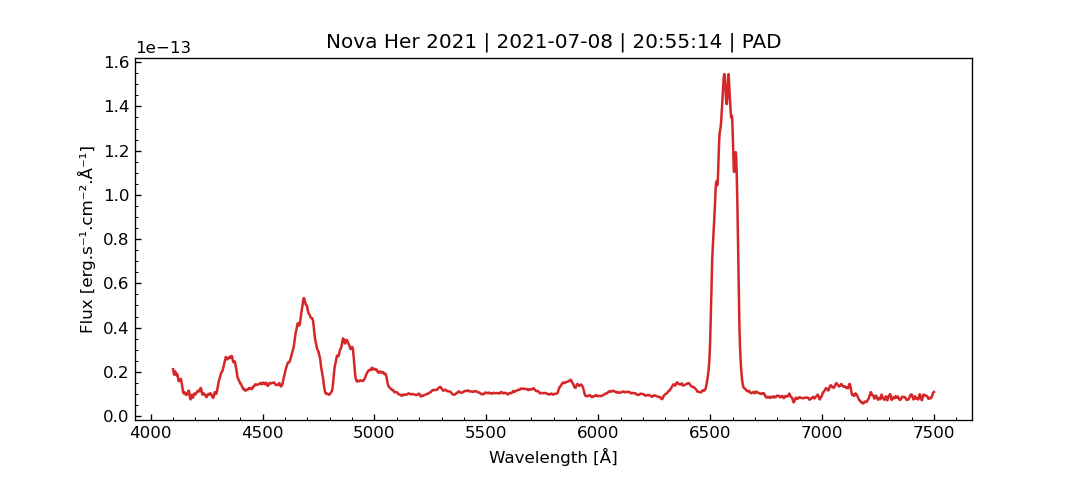 Nova Her 2021 | 2021-07-08 | 20:55:14 | PAD
1e−13
1.6
1.4
1.2
1.0
0.8
0.6
0.4
0.2
0.0
Flux [erg.s⁻¹.cm⁻².Å⁻¹]
4000 4500 5000 5500 6000 6500 7000 7500
Wavelength [Å]